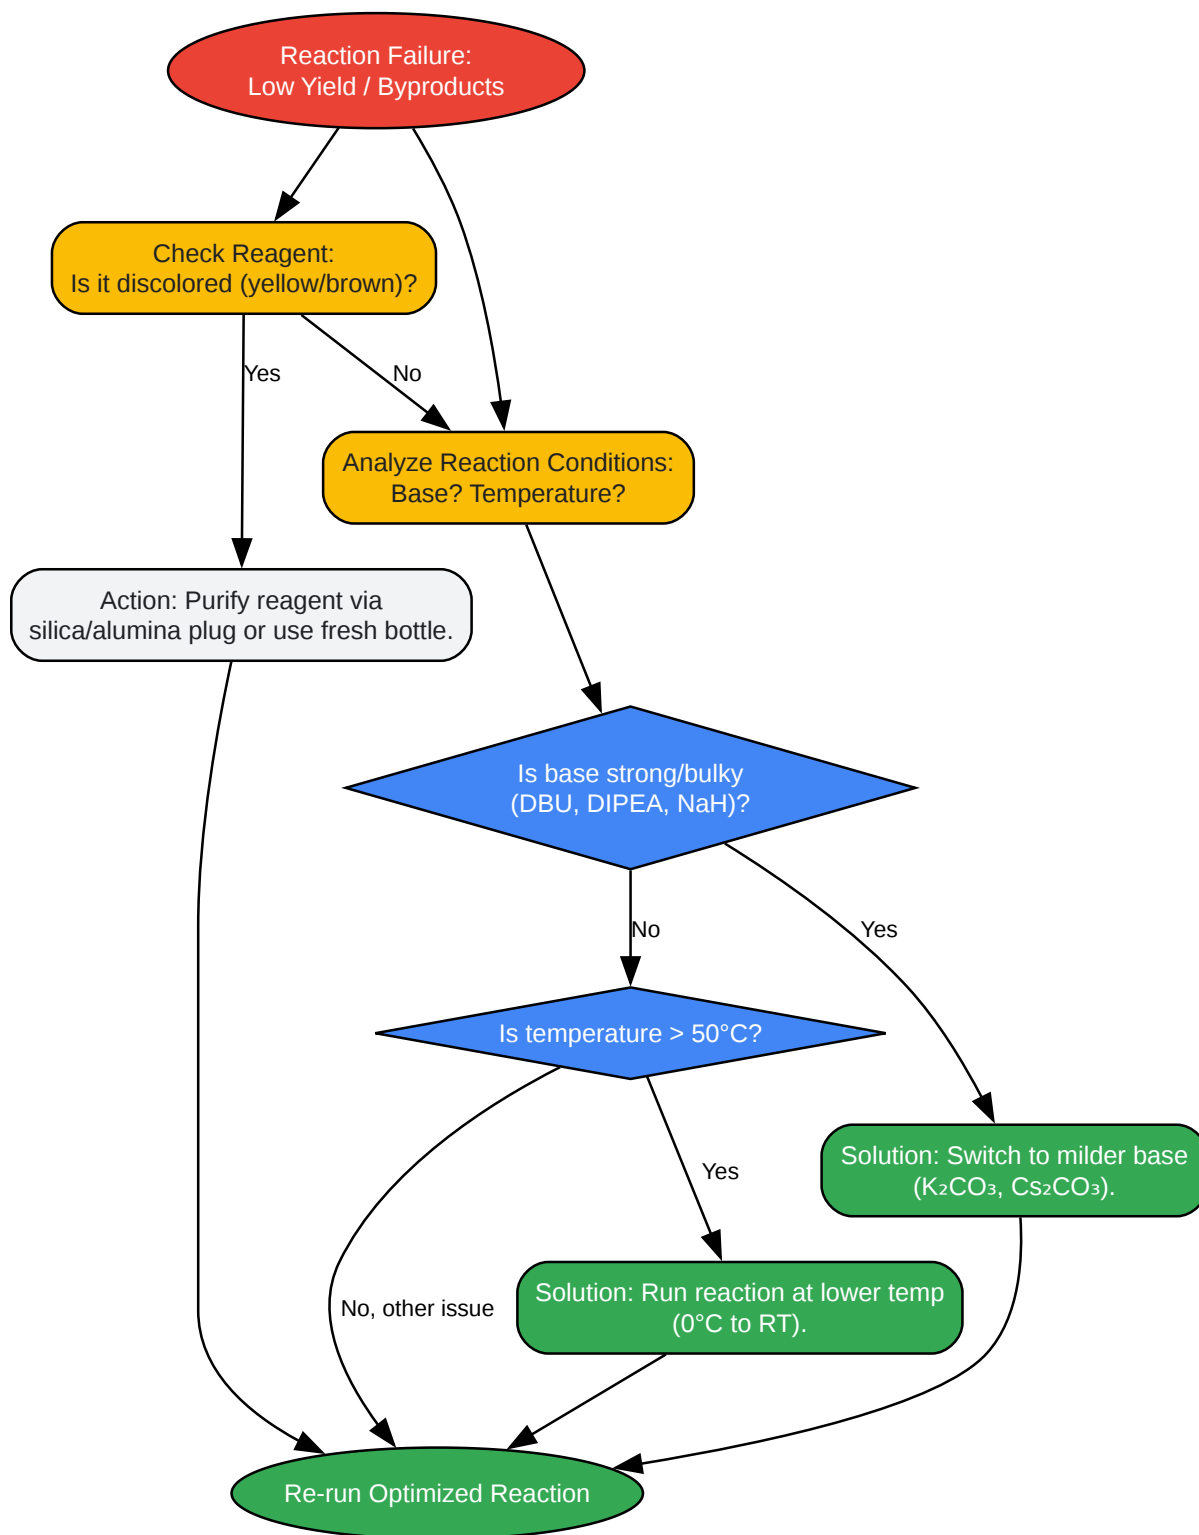 Reaction Failure:
Low Yield / Byproducts
Check Reagent:
Is it discolored (yellow/brown)?
Yes
No
Analyze Reaction Conditions:
Base? Temperature?
Action: Purify reagent via
silica/alumina plug or use fresh bottle.
Is base strong/bulky
(DBU, DIPEA, NaH)?
No
Yes
Is temperature > 50°C?
Yes
Solution: Switch to milder base
(K₂CO₃, Cs₂CO₃).
No, other issue
Solution: Run reaction at lower temp
(0°C to RT).
Re-run Optimized Reaction